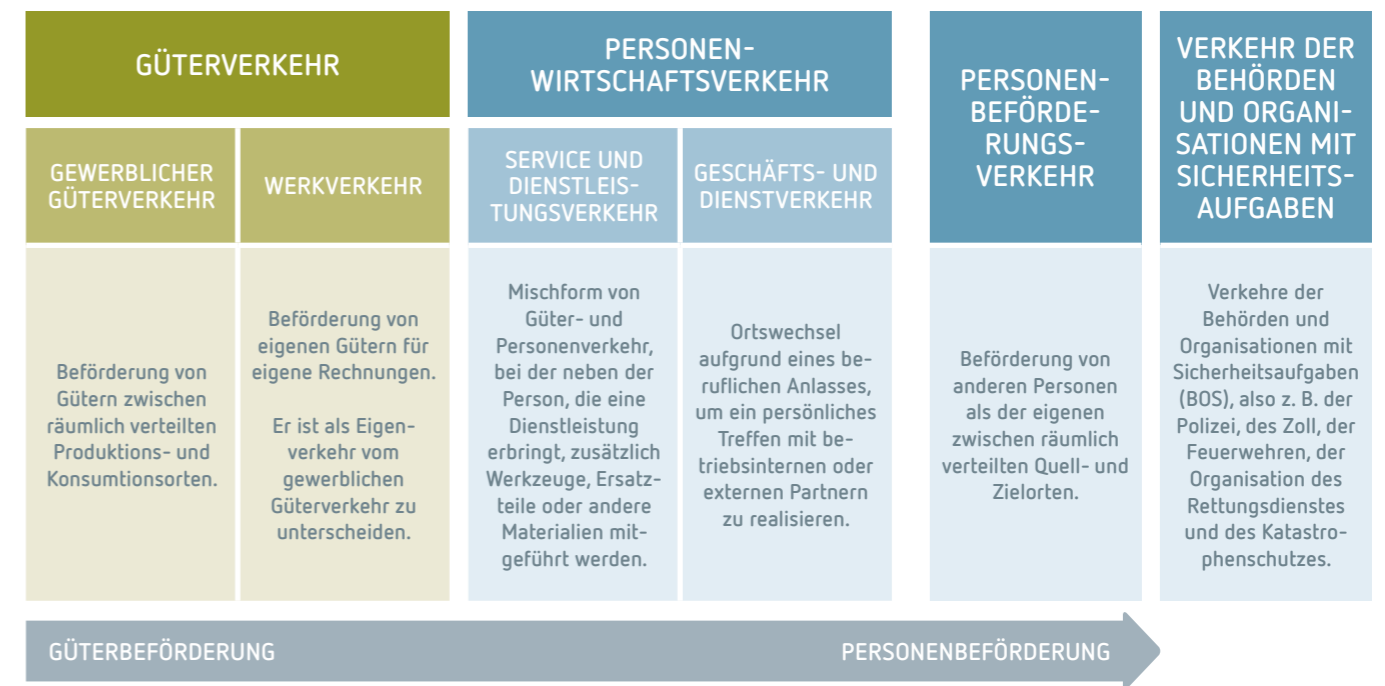 GÜTERVERKEHR
PERSONEN-
WIRTSCHAFTSVERKEHR
PERSONEN-
BEFÖRDE-
RUNGS-
VERKEHR
VERKEHR DER
BEHÖRDEN
UND ORGANI-
SATIONEN MIT
SICHERHEITS-
AUFGABEN
GEWERBLICHER
GÜTERVERKEHR
WERKVERKEHR
SERVICE UND
DIENSTLEIS-
TUNGSVERKEHR
GESCHÄFTS- UND
DIENSTVERKEHR
Beförderung von
Gütern zwischen
räumlich verteilten
Produktions- und
Konsumtionsorten.
Beförderung von
eigenen Gütern für
eigene Rechnungen.
Er ist als Eigen-
verkehr vom
gewerblichen
Güterverkehr zu
unterscheiden.
Mischform von
Güter- und
Personenverkehr,
bei der neben der
Person, die eine
Dienstleistung
erbringt, zusätzlich
Werkzeuge, Ersatz-
teile oder andere
Materialien mit-
geführt werden.
Ortswechsel
aufgrund eines be-
ruflichen Anlasses,
um ein persönliches
Treffen mit be-
triebsinternen oder
externen Partnern
zu realisieren.
Beförderung von
anderen Personen
als der eigenen
zwischen räumlich
verteilten Quell- und
Zielorten.
Verkehre der
Behörden und
Organisationen mit
Sicherheitsaufgaben
(BOS), also z. B. der
Polizei, des Zoll, der
Feuerwehren, der
Organisation des
Rettungsdienstes
und des Katastro-
phenschutzes.
GÜTERBEFÖRDERUNG
PERSONENBEFÖRDERUNG